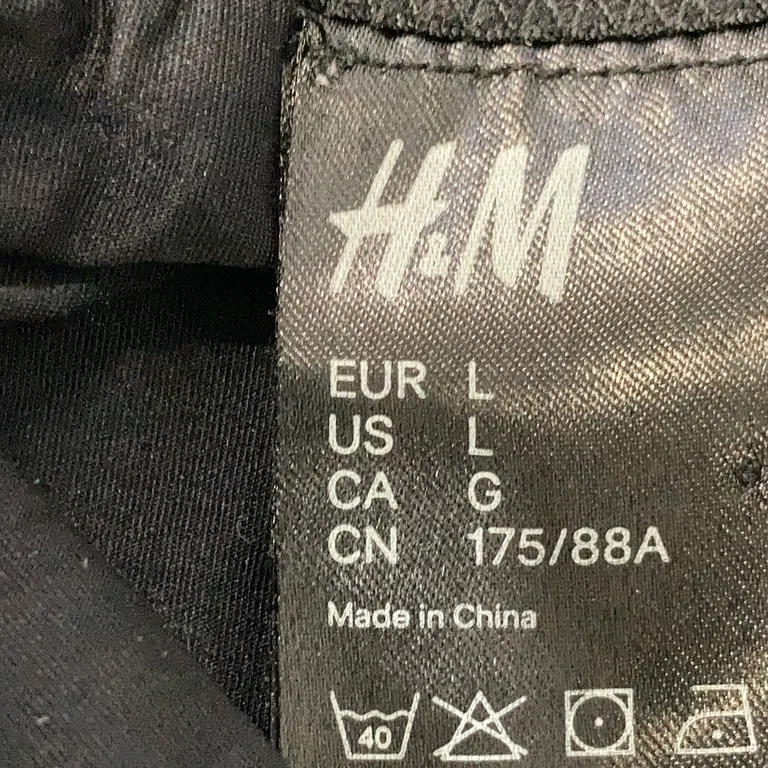 H&M
EUR L
US L
CA G
CN 175/88A
Made in China
40